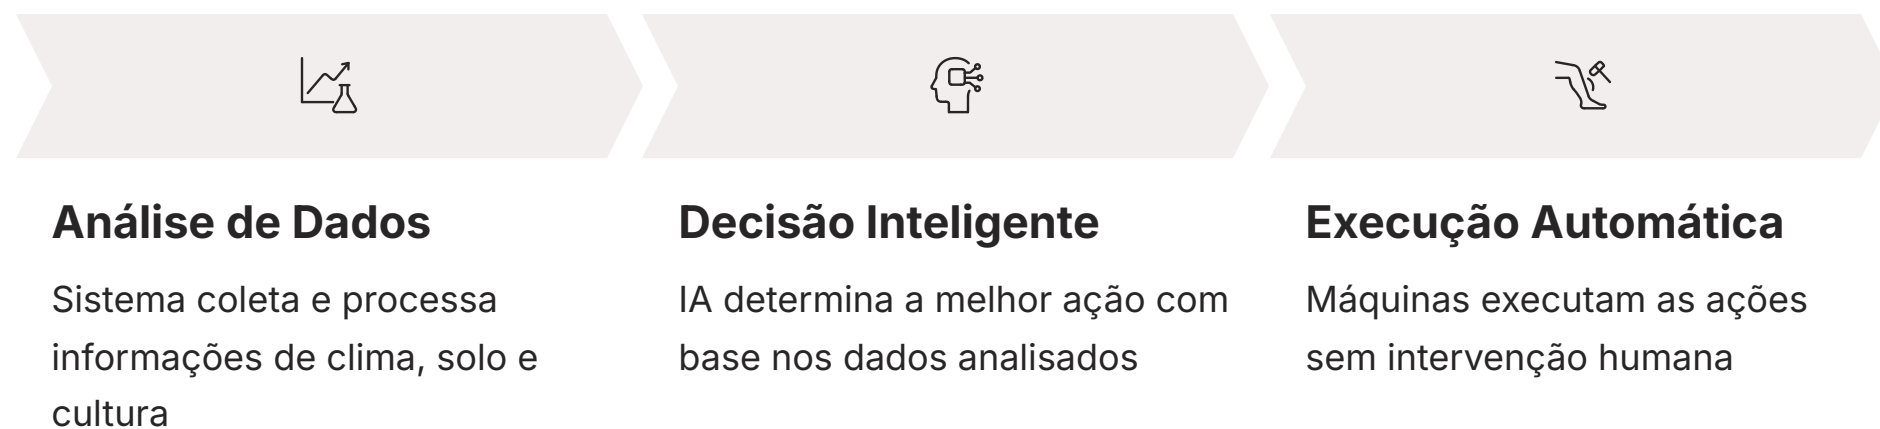 Análise de Dados
Sistema coleta e processa
informações de clima, solo e
cultura
Decisão Inteligente
IA determina a melhor ação com
base nos dados analisados
Execução Automática
Máquinas executam as ações
sem intervenção humana